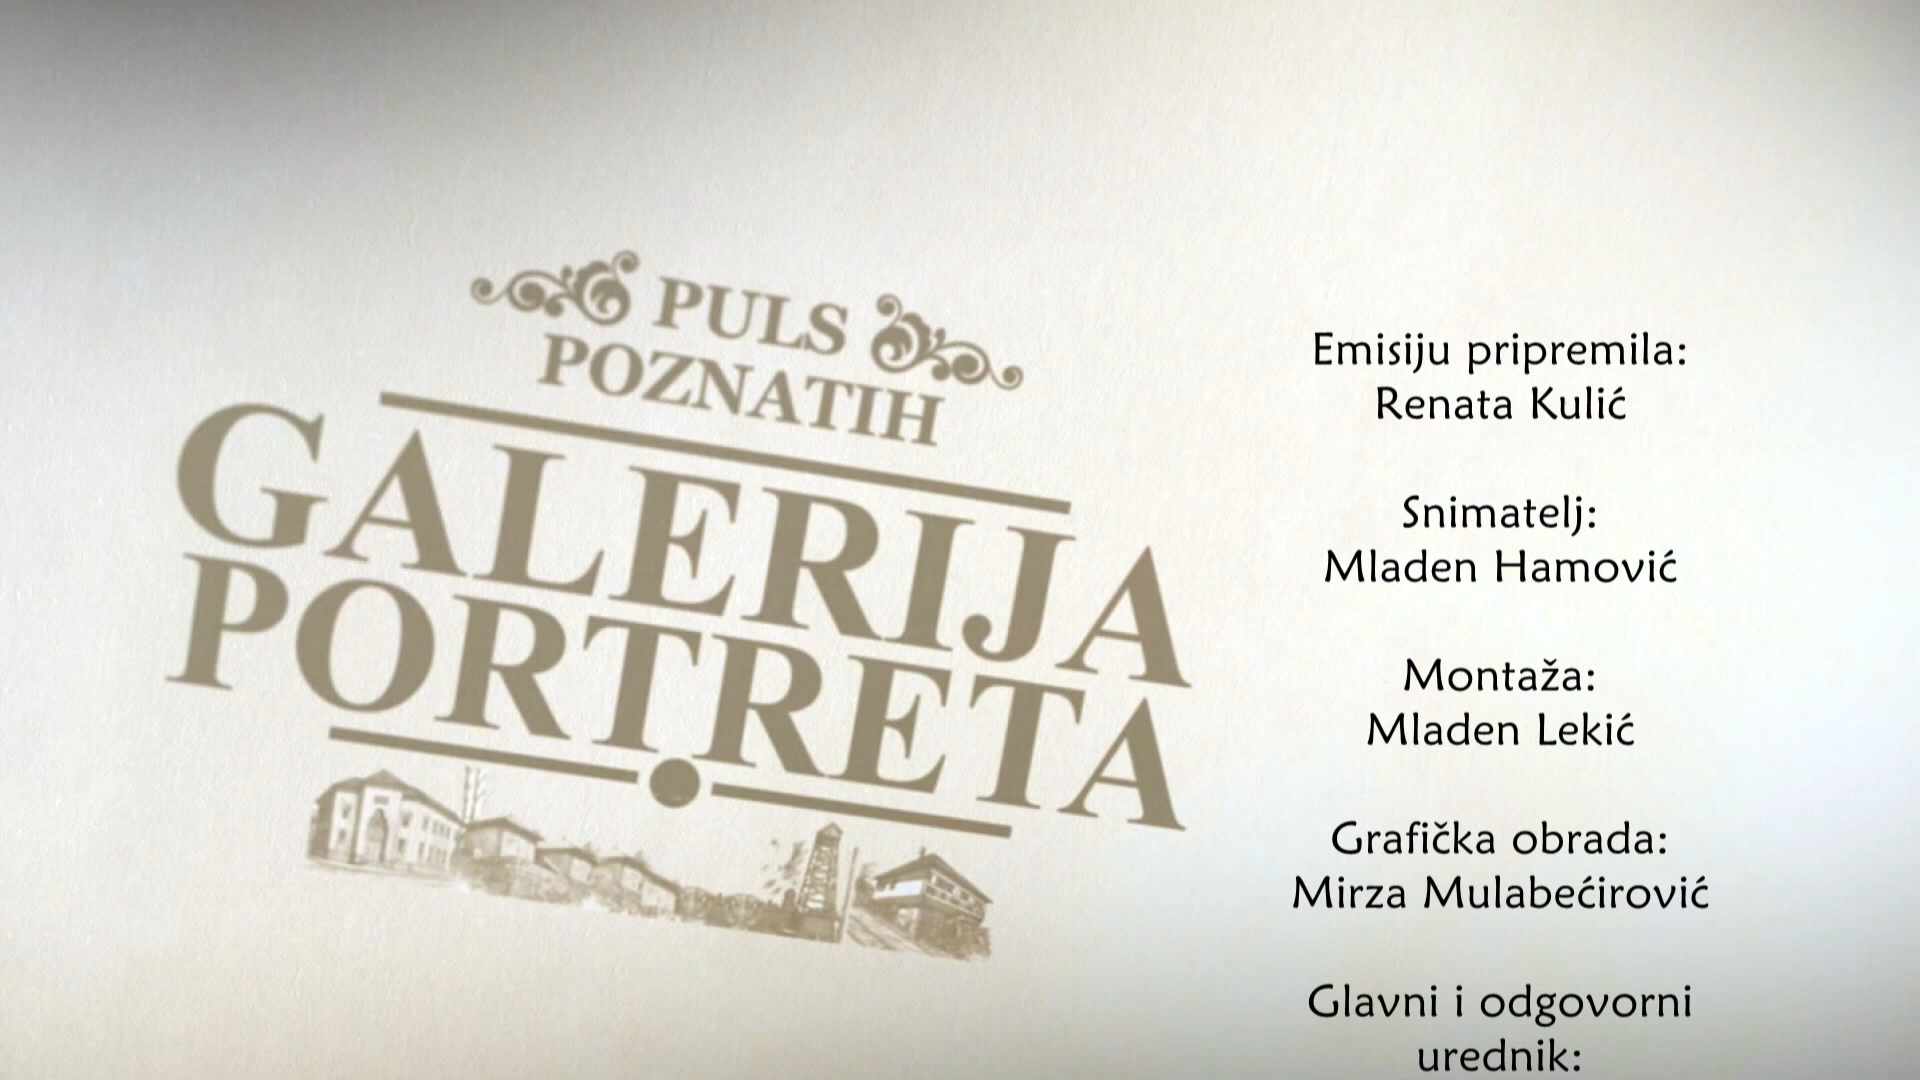 PULS
POZNATIH
GALERIJA
PORTRETA
Emisiju pripremila:
Renata Kulić
Snimatelj:
Mladen Hamović
Montaža:
Mladen Lekić
Grafička obrada:
Mirza Mulabećirović
Glavni i odgovorni
urednik: